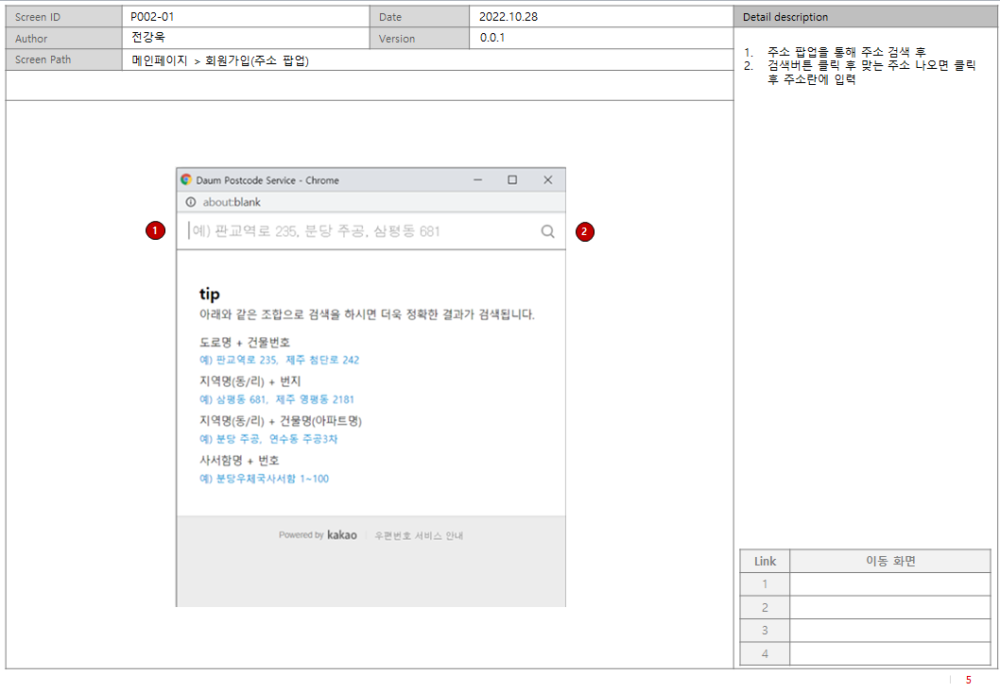 Screen ID P002-01 Date 2022.10.28
Author 전강욱 Version 0.0.1
Screen Path 메인페이지 > 회원가입(주소 팝업)
Detail description
1. 주소 팝업을 통해 주소 검색 후
2. 검색버튼 클릭 후 맞는 주소 나오면 클릭
후 주소란에 입력
Daum Postcode Service - Chrome
about:blank
1 예) 판교역로 235, 분당 주공, 삼평동 681 2
tip
아래와 같은 조합으로 검색을 하시면 더욱 정확한 결과가 검색됩니다.
도로명 + 건물번호
예) 판교역로 235, 제주 첨단로 242
지역명(동/리) + 번지
예) 삼평동 681, 제주 영평동 2181
지역명(동/리) + 건물명(아파트명)
예) 분당 주공, 연수동 주공3차
사서함명 + 번호
예) 분당우체국사서함 1~100
Powered by kakao 우편번호 서비스 안내
Link 이동 화면
1
2
3
4
5